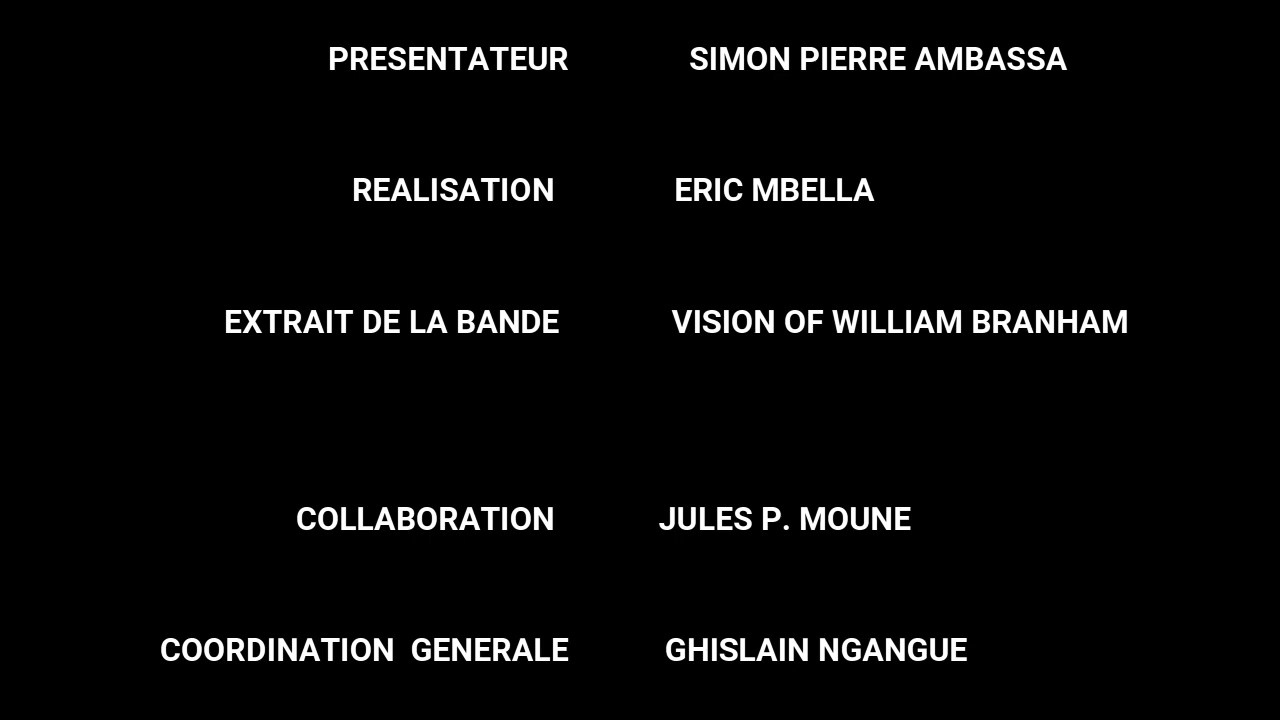 PRESENTATEUR SIMON PIERRE AMBASSA
REALISATION ERIC MBELLA
EXTRAIT DE LA BANDE VISION OF WILLIAM BRANHAM
COLLABORATION JULES P. MOUNE
COORDINATION GENERALE GHISLAIN NGANGUE